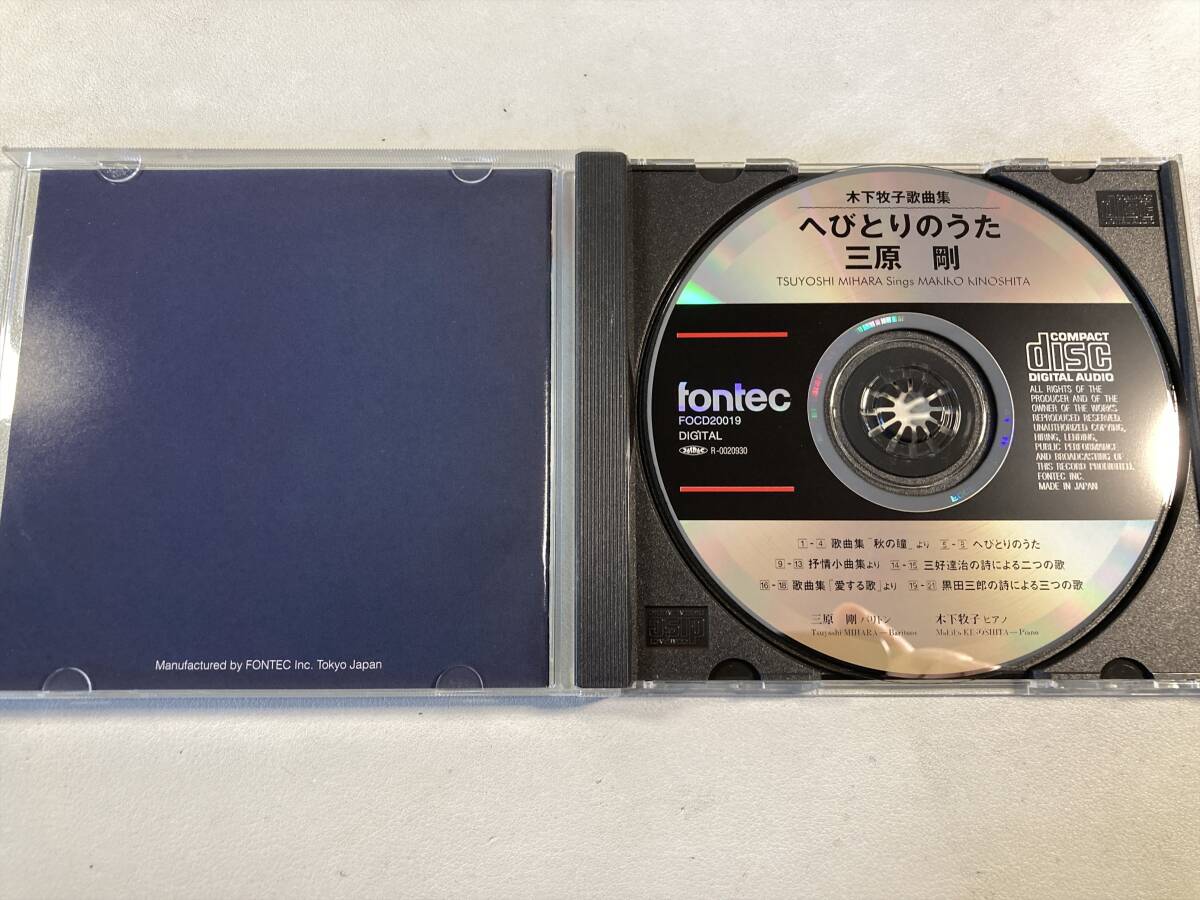 Manufactured by FONTEC Inc. Tokyo Japan
木下牧子歌曲集
へびとりのうた
三原 剛
TSUYOSHI MIHARA Sings MAKIKO KINOSHITA
fontec
FOCD20019
DIGITAL
R-0020930
COMPACT
disc
DIGITAL AUDIO
ALL RIGHTS OF THE
PRODUCER AND OF THE
OWNER OF THE WORKS
REPRODUCED RESERVED.
UNAUTHORIZED COPYING,
HIRING, LENDING,
PUBLIC PERFORMANCE
AND BROADCASTING OF
THIS RECORD PROHIBITED.
FONTEC INC.
MADE IN JAPAN
1-4 歌曲集「秋の瞳」より 5-8 へびとりのうた
9-13 抒情小曲集より 14-15 三好達治の詩による二つの歌
16-18 歌曲集「愛する歌」より 19-21 黒田三郎の詩による三つの歌
三原 剛 バリトン 木下牧子 ピアノ
Tsuyoshi MIHARA—Baritone Makiko KINOSHITA—Piano